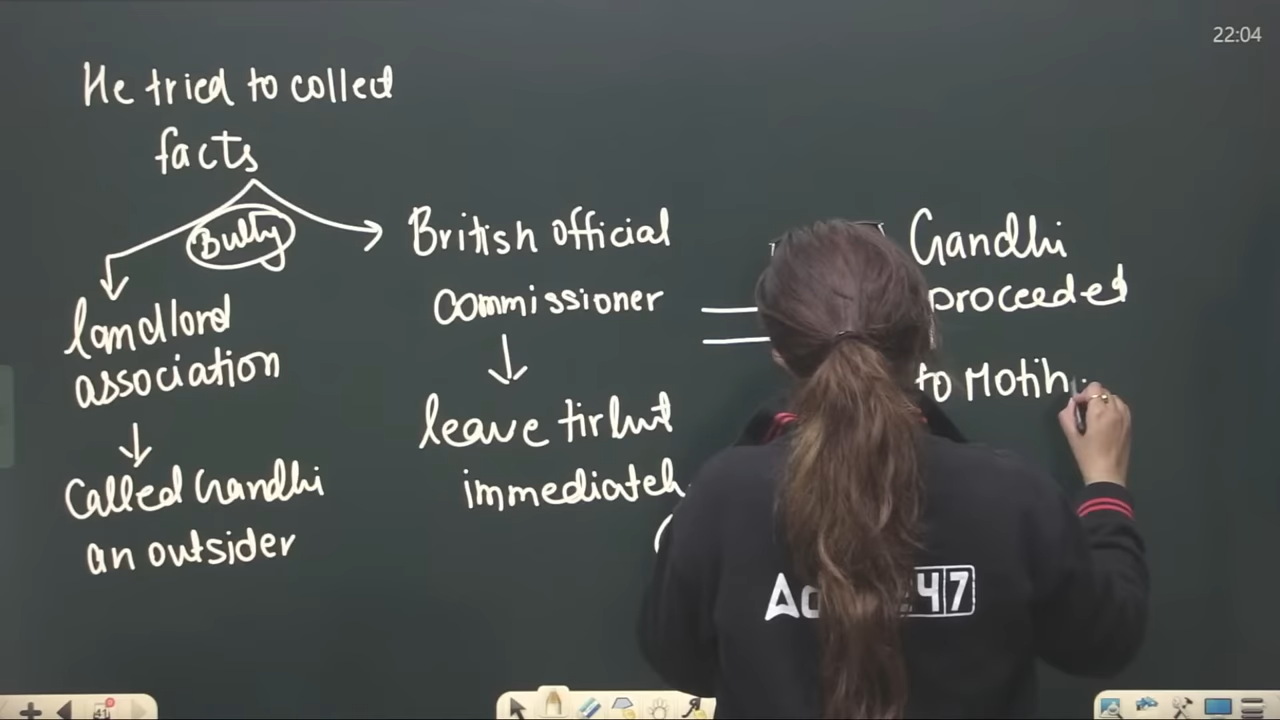 22:04
He tried to collect
facts
Bully
landlord
association
Called Gandhi
an outsider
British official
Commissioner
leave tirhut
immediately
Gandhi
proceeded
to Motih
47
41